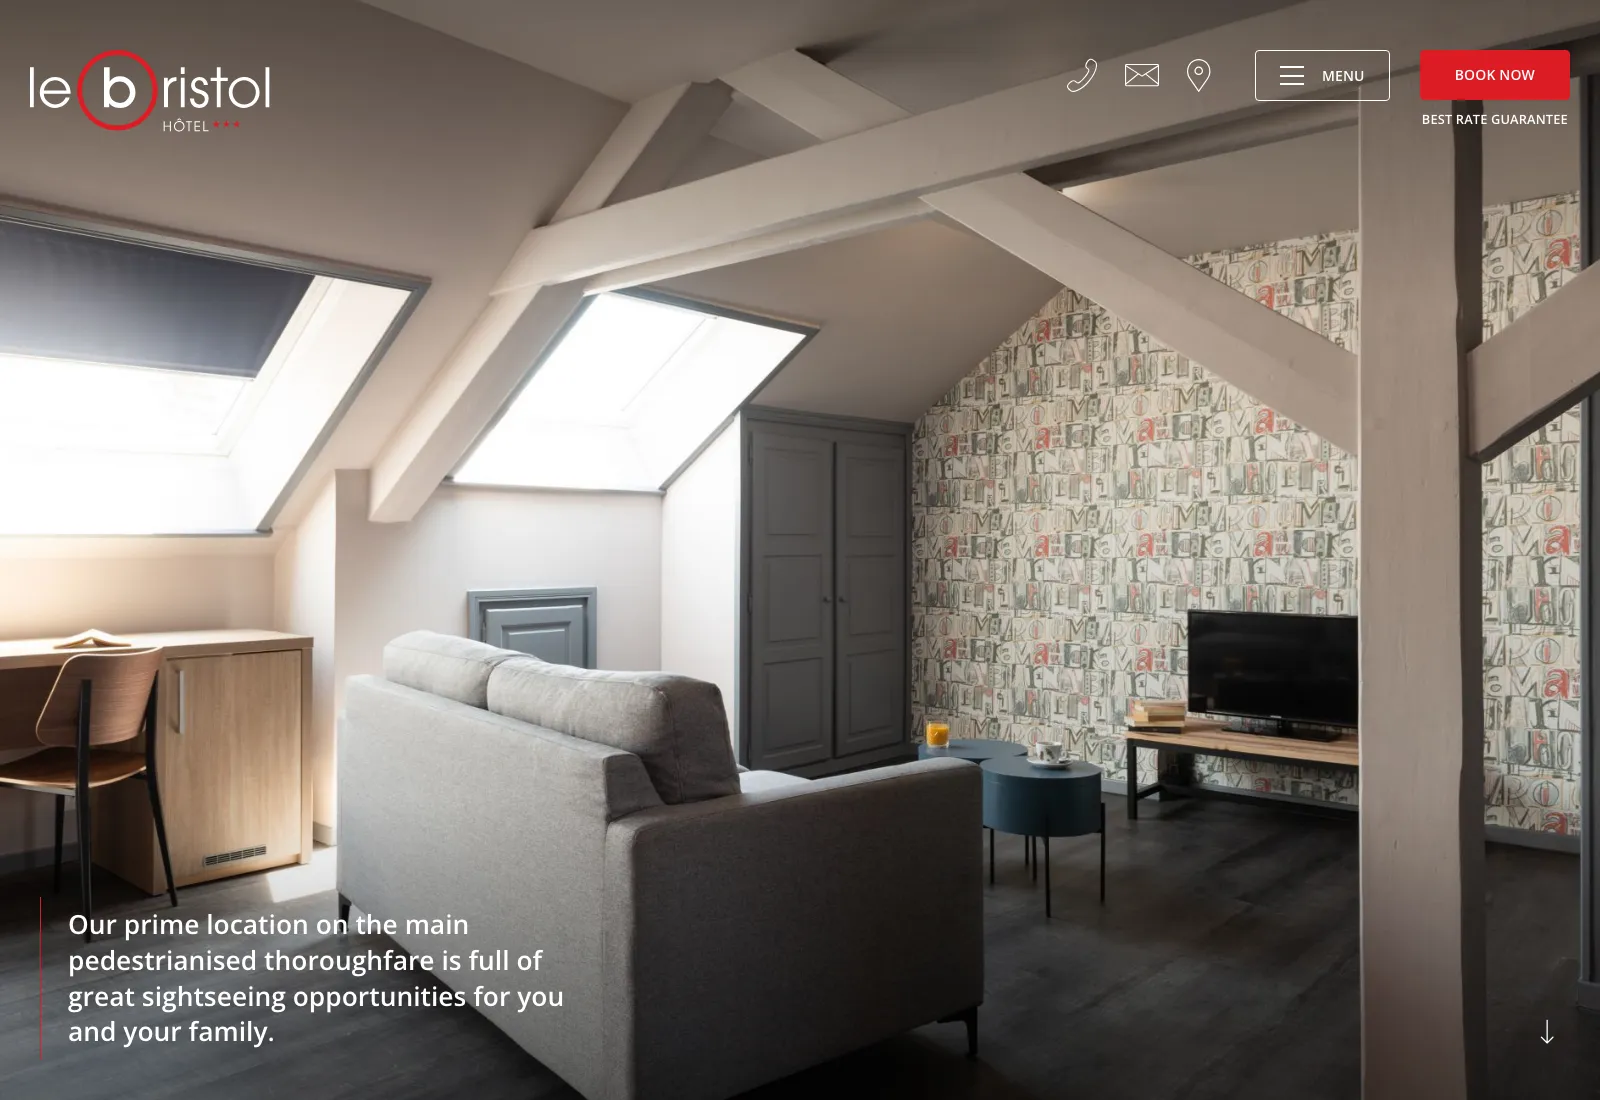 le bristol
HÔTEL ★★★
MENU
BOOK NOW
BEST RATE GUARANTEE
Our prime location on the main
pedestrianised thoroughfare is full of
great sightseeing opportunities for you
and your family.